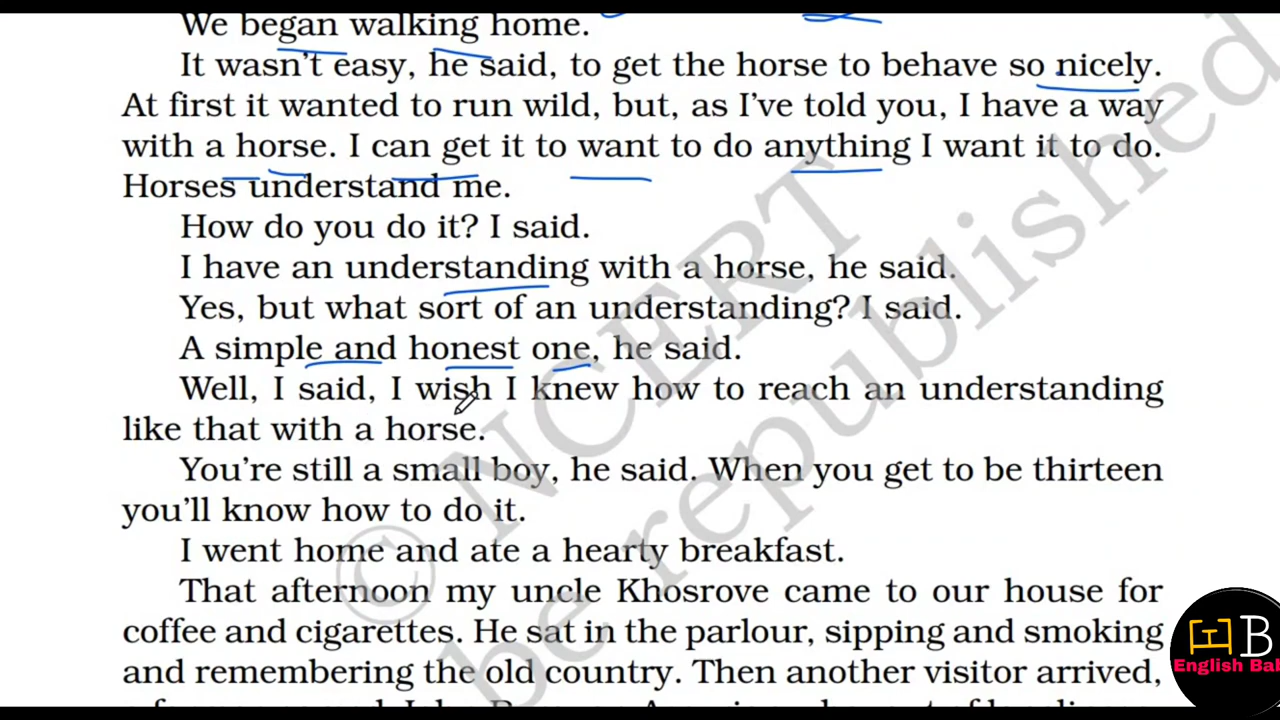 We began walking home.
It wasn't easy, he said, to get the horse to behave so nicely.
At first it wanted to run wild, but, as I've told you, I have a way
with a horse. I can get it to want to do anything I want it to do.
Horses understand me.
How do you do it? I said.
I have an understanding with a horse, he said.
Yes, but what sort of an understanding? I said.
A simple and honest one, he said.
Well, I said, I wish I knew how to reach an understanding
like that with a horse.
You're still a small boy, he said. When you get to be thirteen
you'll know how to do it.
I went home and ate a hearty breakfast.
That afternoon my uncle Khosrove came to our house for
coffee and cigarettes. He sat in the parlour, sipping and smoking
and remembering the old country. Then another visitor arrived,
© NCERT
be republished
B
English Bal